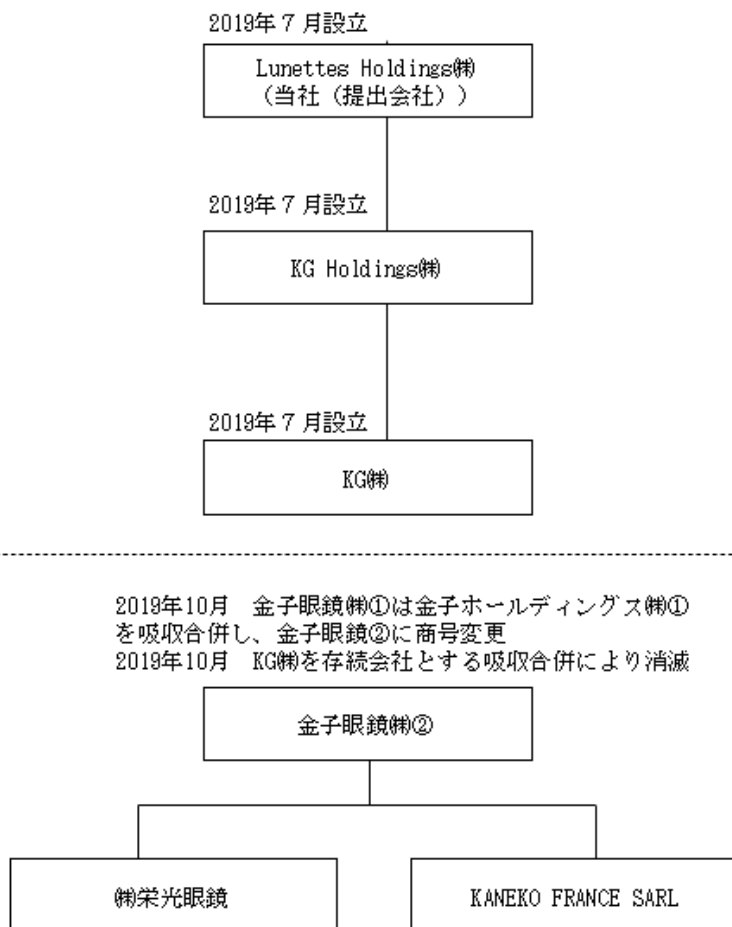 2019年7月設立
Lunettes Holdings㈱
(当社(提出会社))
2019年7月設立
KG Holdings㈱
2019年7月設立
KG㈱
2019年10月　金子眼鏡㈱①は金子ホールディングス㈱①
を吸収合併し、金子眼鏡②に商号変更
2019年10月　KG㈱を存続会社とする吸収合併により消滅
金子眼鏡㈱②
㈱栄光眼鏡
KANEKO FRANCE SARL